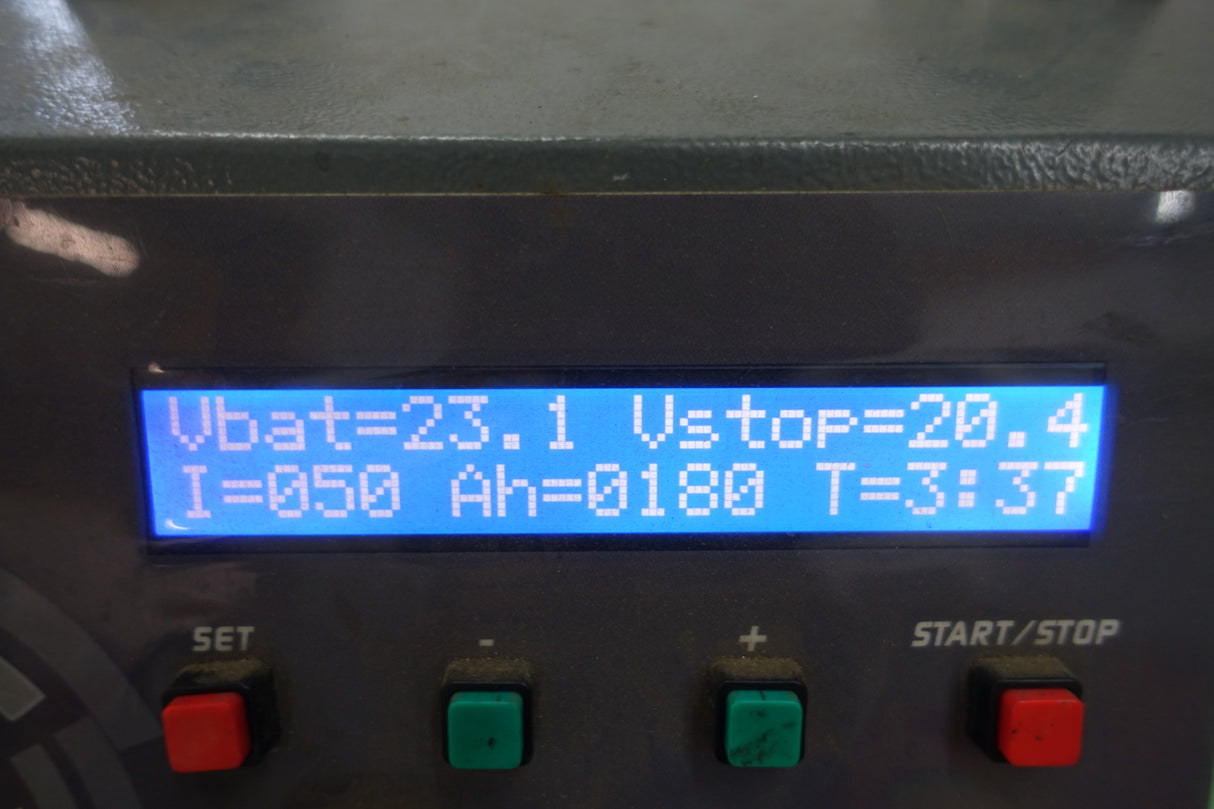 Vbat=23.1 Vstop=20.4
I=050 Ah=0180 T=3:37
SET - + START/STOP